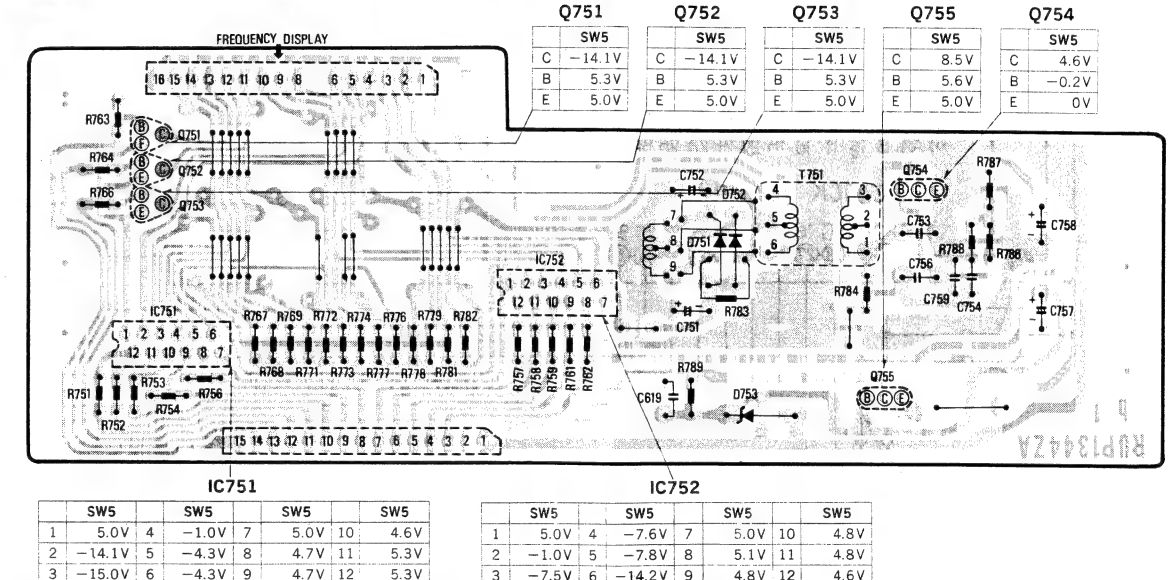 Q751 Q752 Q753 Q755 Q754
SW5 SW5 SW5 SW5 SW5
C −14.1V C −14.1V C −14.1V C 8.5V C 4.6V
B 5.3V B 5.3V B 5.3V B 5.6V B −0.2V
E 5.0V E 5.0V E 5.0V E 5.0V E 0V
FREQUENCY DISPLAY
16 15 14 13 12 11 10 9 8 6 5 4 3 2 1
R763
B C E Q751
R764
B C E Q752
R766
B C E Q753
C752
+
D752
T751
4 3
5 2
6 1
7
8
9
D751
R783
+
C751
Q754
B C E
R787
C753
C758
+
−
R788
R786
C756
C759
C754
R784
+
−
C757
IC752
1 2 3 4 5 6
12 11 10 9 8 7
IC751
1 2 3 4 5 6
12 11 10 9 8 7
R767 R769 R772 R774 R776 R779 R782
R768 R771 R773 R777 R778 R781
R757
R758
R759
R761
R762
R751
R752
R753
R754
R756
C619
R789
D753
Q755
B C E
15 14 13 12 11 10 9 8 7 6 5 4 3 2 1
RUP1344ZA
IC751
SW5 SW5 SW5 SW5
1 5.0V 4 −1.0V 7 5.0V 10 4.6V
2 −14.1V 5 −4.3V 8 4.7V 11 5.3V
3 −15.0V 6 −4.3V 9 4.7V 12 5.3V
IC752
SW5 SW5 SW5 SW5
1 5.0V 4 −7.6V 7 5.0V 10 4.8V
2 −1.0V 5 −7.8V 8 5.1V 11 4.8V
3 −7.5V 6 −14.2V 9 4.8V 12 4.6V